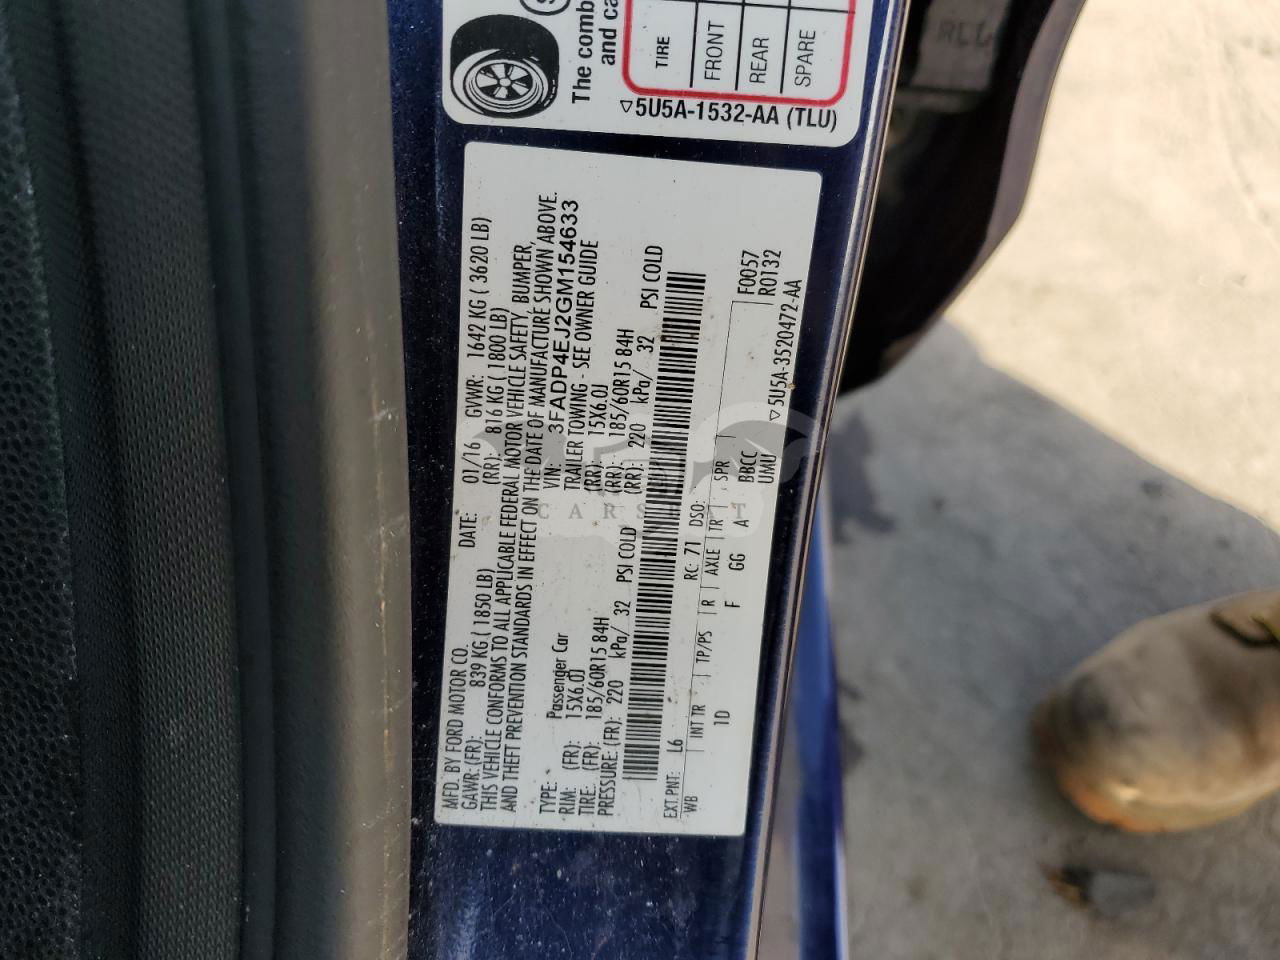 The comb
and ca
TIRE
FRONT
REAR
SPARE
▽5U5A-1532-AA (TLU)
MFD. BY FORD MOTOR CO.
DATE: 01/16 GVWR: 1642 KG ( 3620 LB)
GAWR: (FR): 839 KG ( 1850 LB) (RR): 816 KG ( 1800 LB)
THIS VEHICLE CONFORMS TO ALL APPLICABLE FEDERAL MOTOR VEHICLE SAFETY, BUMPER,
AND THEFT PREVENTION STANDARDS IN EFFECT ON THE DATE OF MANUFACTURE SHOWN ABOVE.
VIN: 3FADP4EJ2GM154633
TYPE: Passenger Car TRAILER TOWING - SEE OWNER GUIDE
RIM: (FR): 15X6.0J (RR): 15X6.0J
TIRE: (FR): 185/60R15 84H (RR): 185/60R15 84H
PRESSURE: (FR): 220 kPa/ 32 PSI COLD (RR): 220 kPa/ 32 PSI COLD
EXT PNT: L6 RC: 71 DSO: F0057
WB INT TR TP/PS R AXLE TR SPR R0132
1D F GG A BBCC
UMU
▽5U5A-3520472-AA